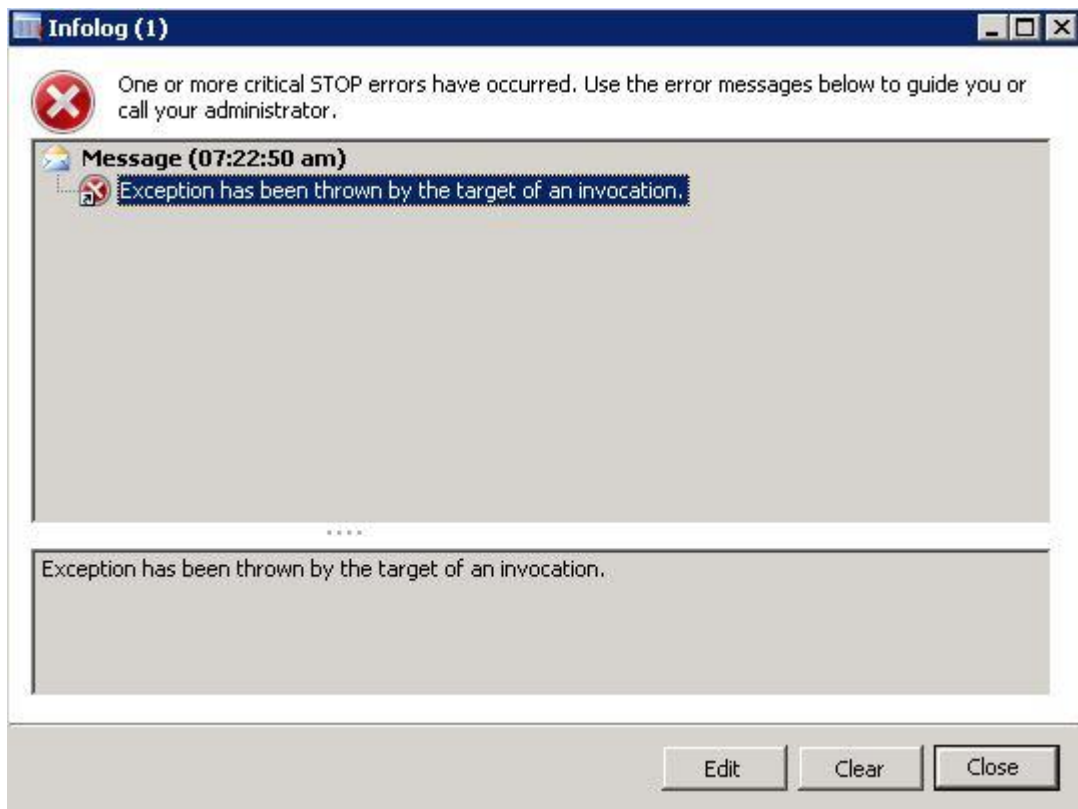 Infolog (1)
One or more critical STOP errors have occurred. Use the error messages below to guide you or
call your administrator.
Message (07:22:50 am)
Exception has been thrown by the target of an invocation.
Exception has been thrown by the target of an invocation.
Edit
Clear
Close